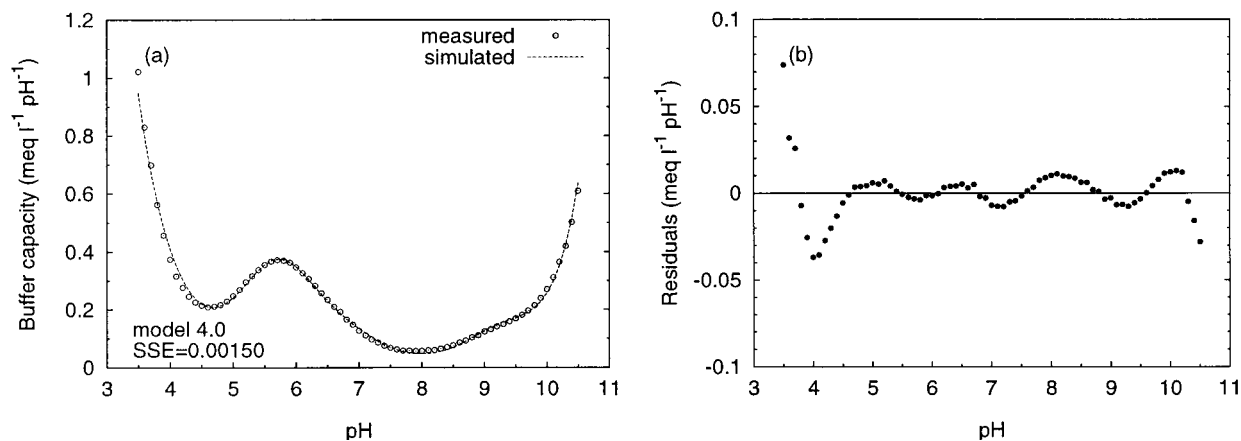 (a)
measured
simulated
Buffer capacity (meq l⁻¹ pH⁻¹)
1.2
1
0.8
0.6
0.4
0.2
0
model 4.0
SSE=0.00150
3 4 5 6 7 8 9 10 11
pH
(b)
Residuals (meq l⁻¹ pH⁻¹)
0.1
0.05
0
-0.05
-0.1
3 4 5 6 7 8 9 10 11
pH